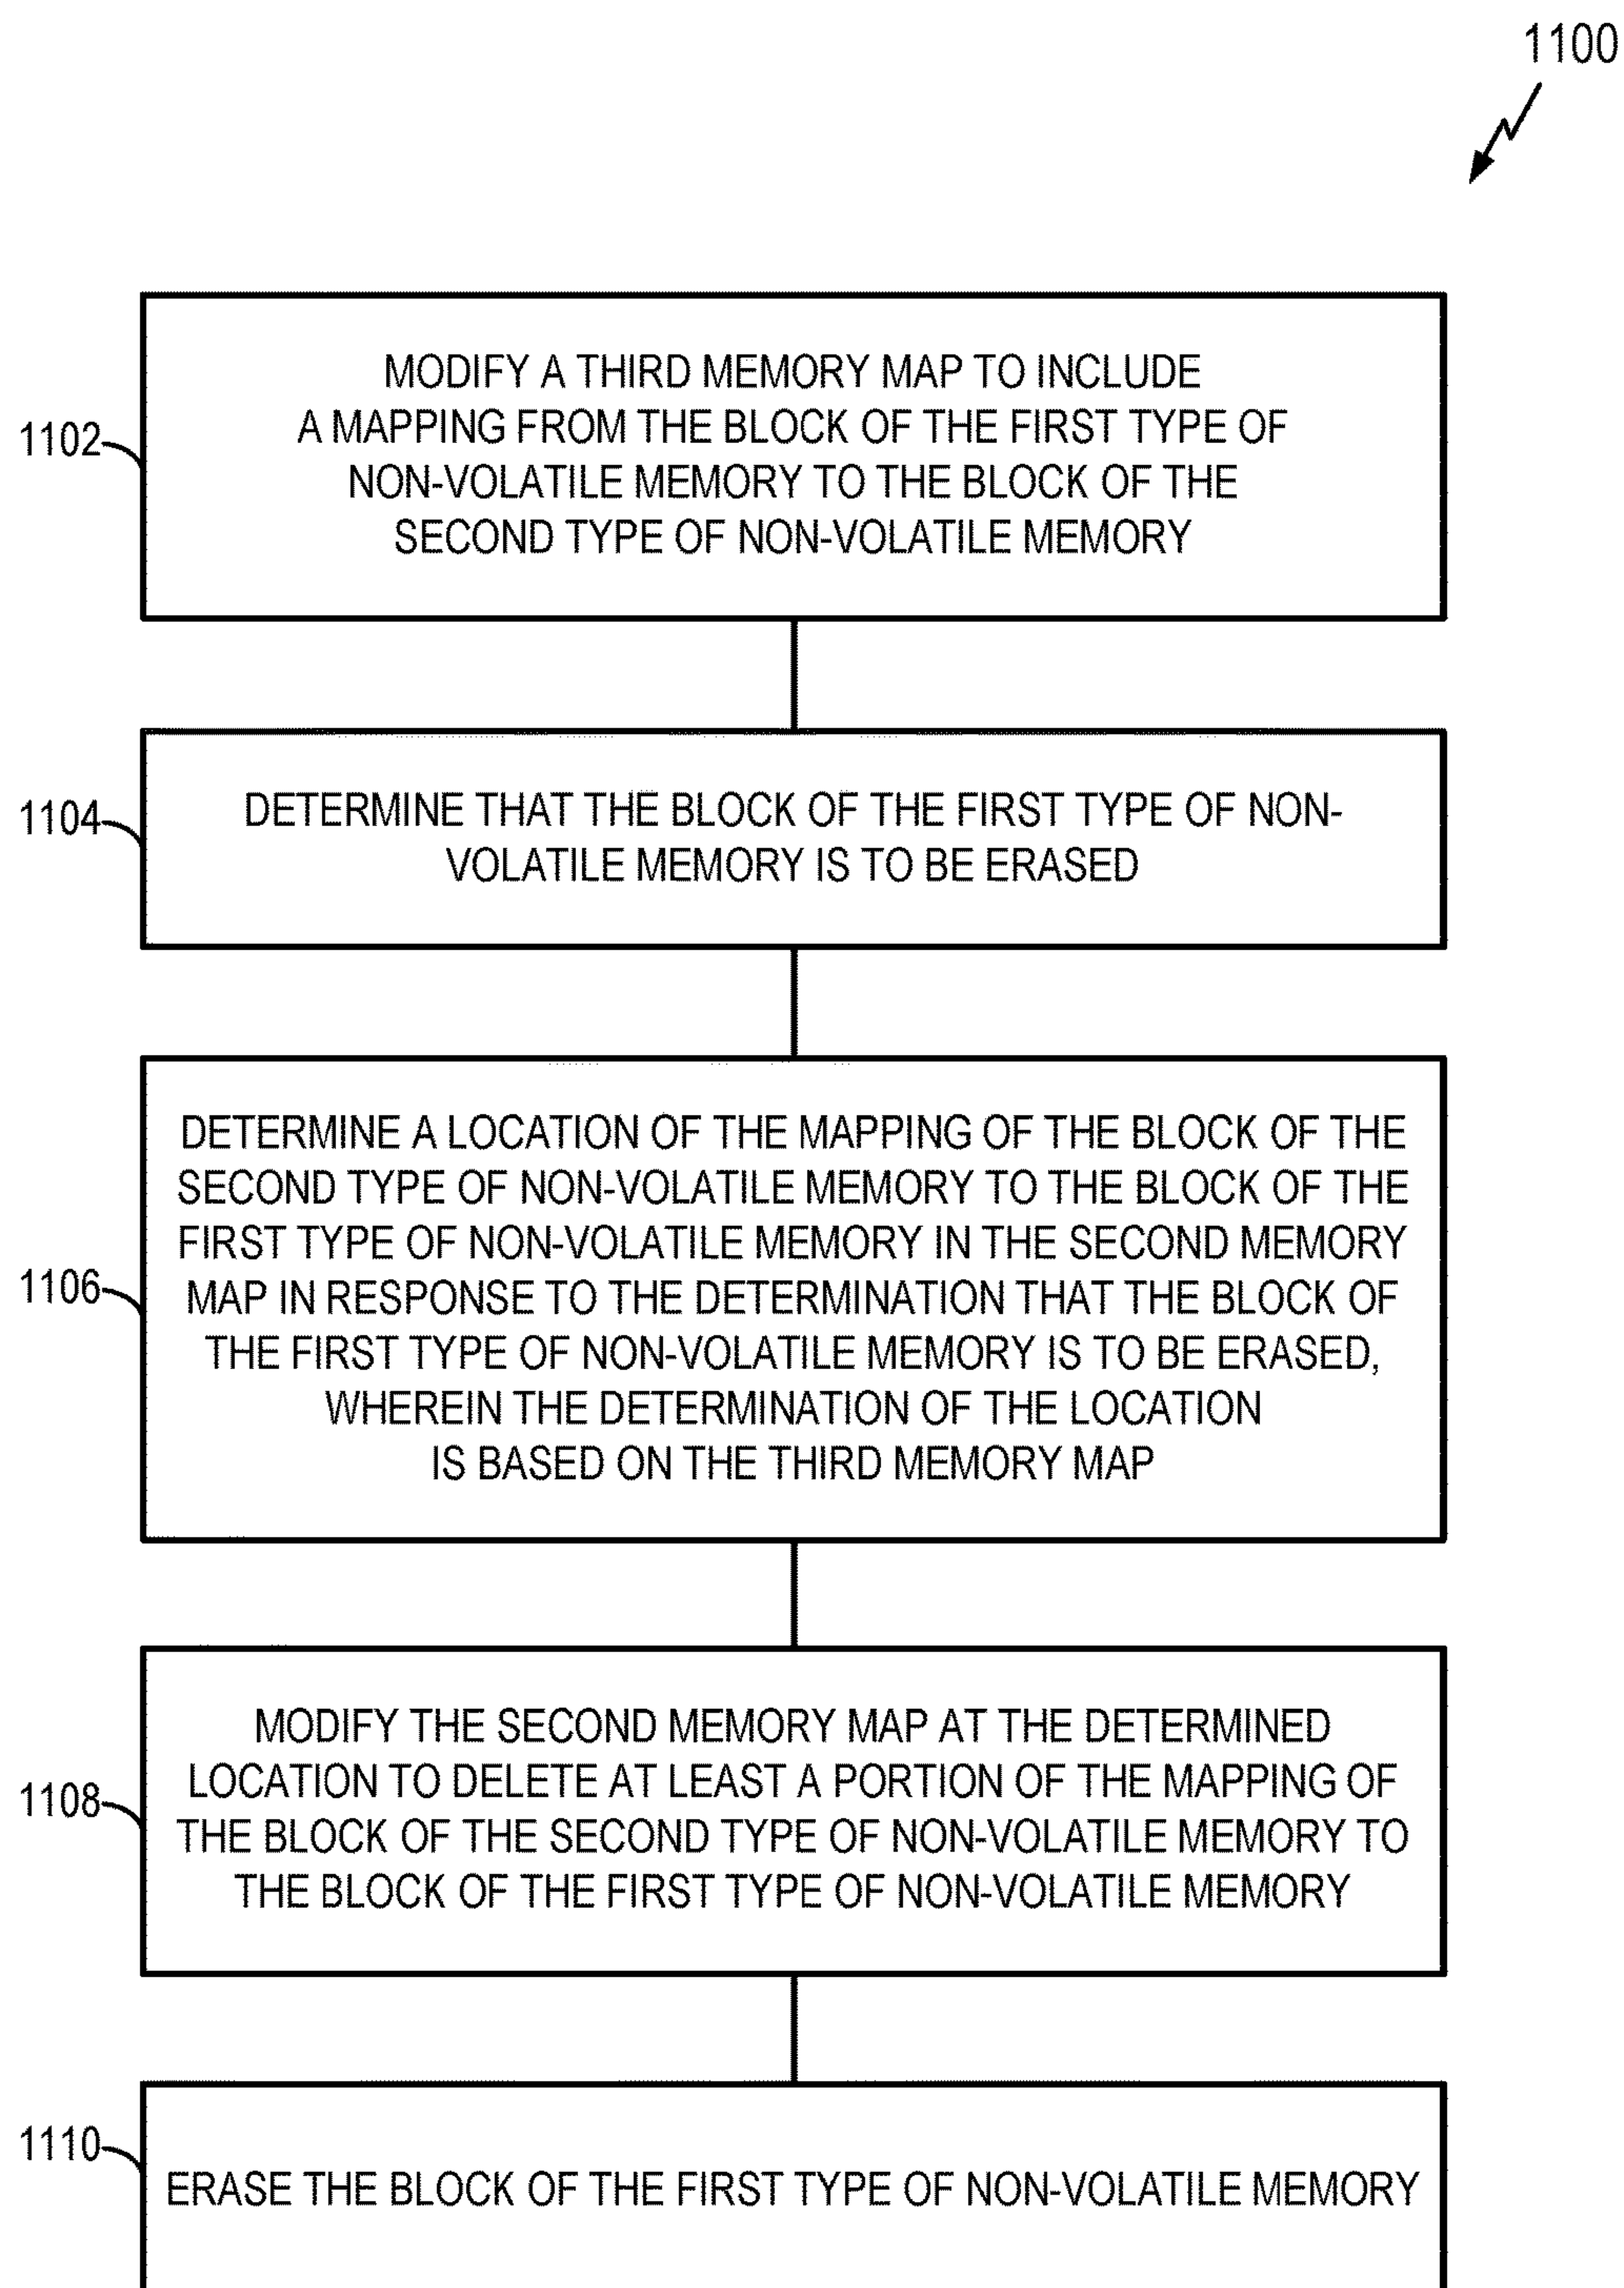 1100
1102
MODIFY A THIRD MEMORY MAP TO INCLUDE
A MAPPING FROM THE BLOCK OF THE FIRST TYPE OF
NON-VOLATILE MEMORY TO THE BLOCK OF THE
SECOND TYPE OF NON-VOLATILE MEMORY
1104
DETERMINE THAT THE BLOCK OF THE FIRST TYPE OF NON-
VOLATILE MEMORY IS TO BE ERASED
1106
DETERMINE A LOCATION OF THE MAPPING OF THE BLOCK OF THE
SECOND TYPE OF NON-VOLATILE MEMORY TO THE BLOCK OF THE
FIRST TYPE OF NON-VOLATILE MEMORY IN THE SECOND MEMORY
MAP IN RESPONSE TO THE DETERMINATION THAT THE BLOCK OF
THE FIRST TYPE OF NON-VOLATILE MEMORY IS TO BE ERASED,
WHEREIN THE DETERMINATION OF THE LOCATION
IS BASED ON THE THIRD MEMORY MAP
1108
MODIFY THE SECOND MEMORY MAP AT THE DETERMINED
LOCATION TO DELETE AT LEAST A PORTION OF THE MAPPING OF
THE BLOCK OF THE SECOND TYPE OF NON-VOLATILE MEMORY TO
THE BLOCK OF THE FIRST TYPE OF NON-VOLATILE MEMORY
1110
ERASE THE BLOCK OF THE FIRST TYPE OF NON-VOLATILE MEMORY